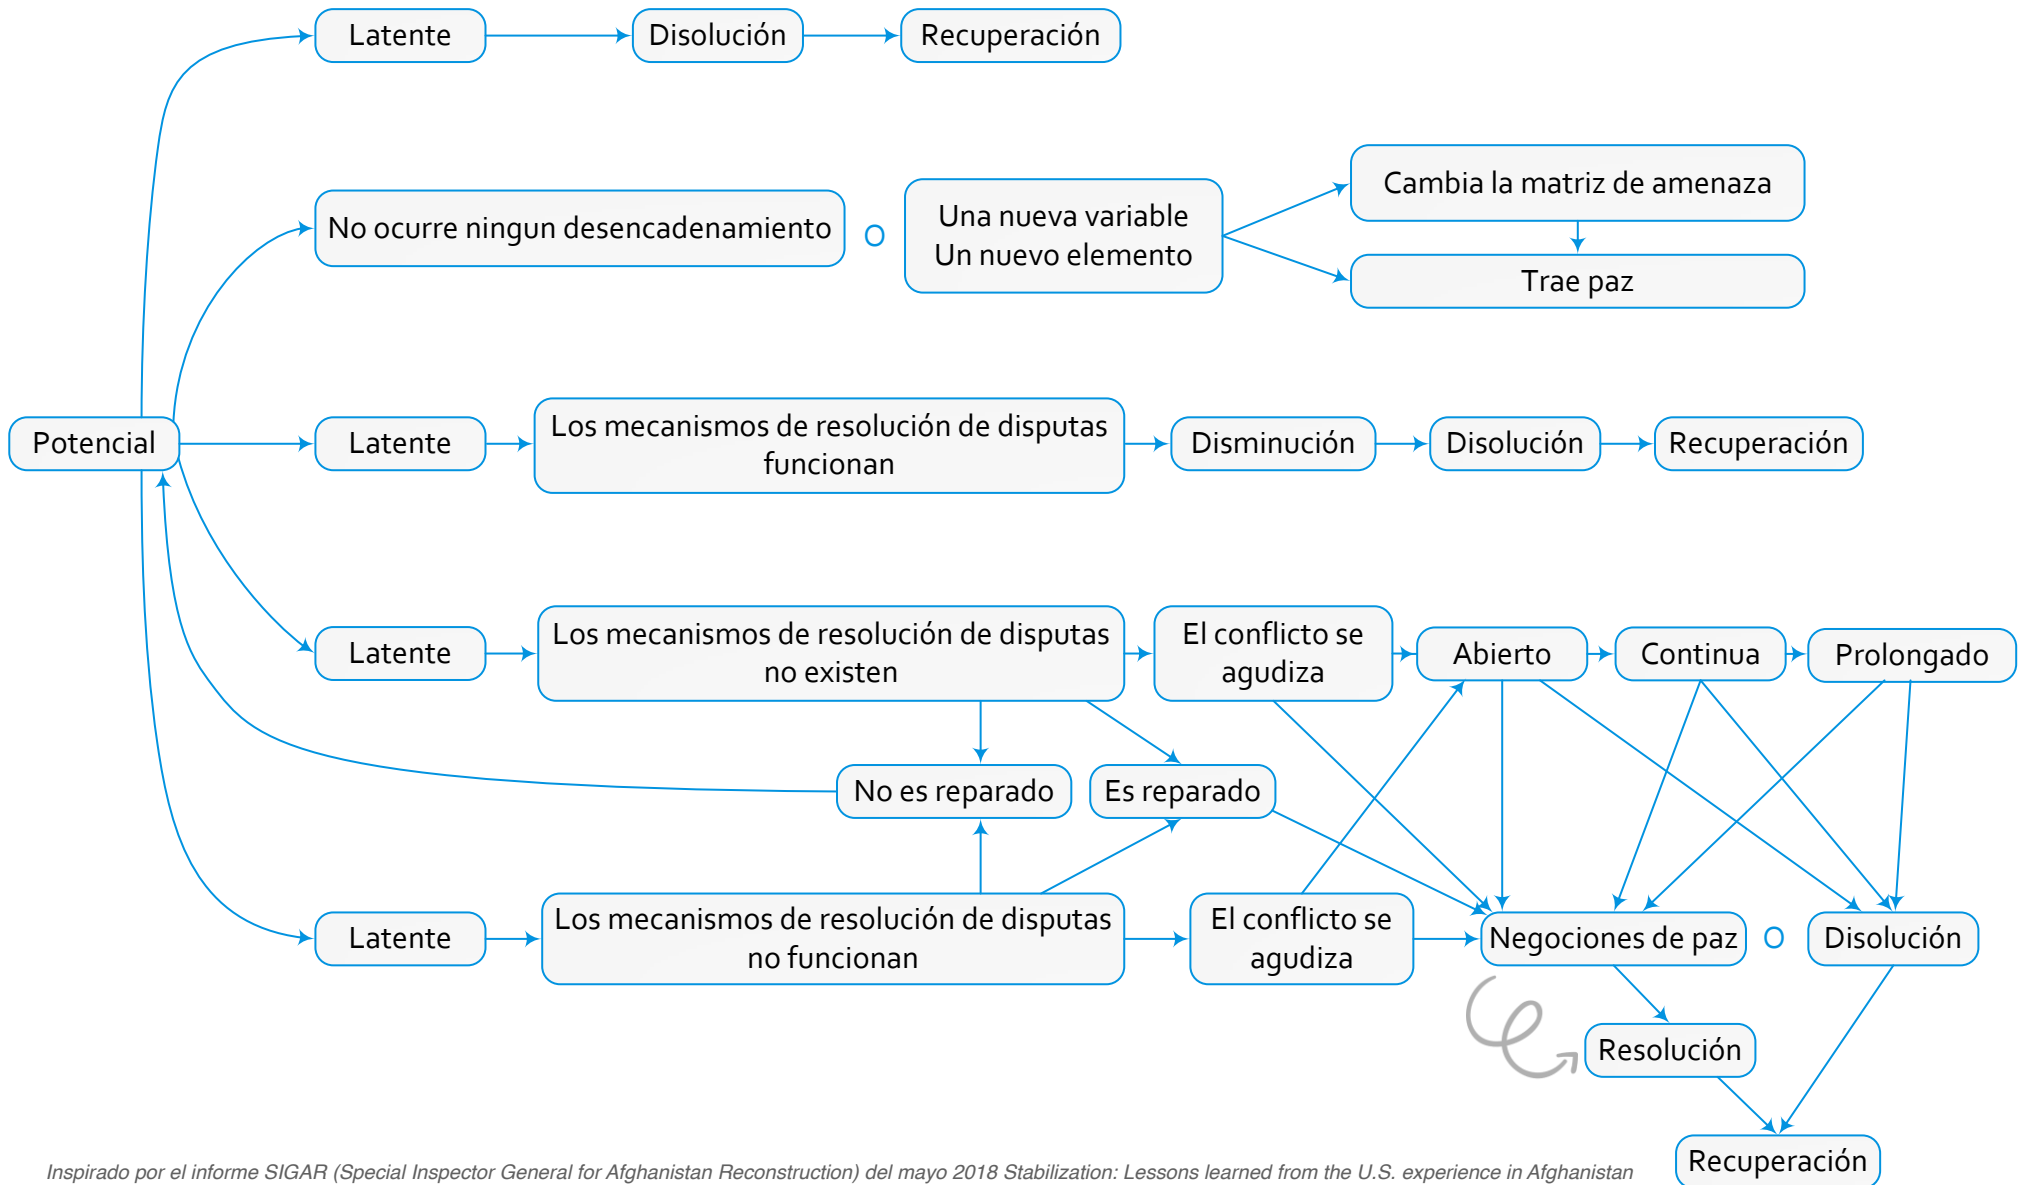 Latente
Disolución
Recuperación
No ocurre ningun desencadenamiento
O
Una nueva variable
Un nuevo elemento
Cambia la matriz de amenaza
Trae paz
Potencial
Latente
Los mecanismos de resolución de disputas
funcionan
Disminución
Disolución
Recuperación
Latente
Los mecanismos de resolución de disputas
no existen
El conflicto se
agudiza
Abierto
Continua
Prolongado
No es reparado
Es reparado
Latente
Los mecanismos de resolución de disputas
no funcionan
El conflicto se
agudiza
Negociones de paz
O
Disolución
Resolución
Recuperación
Inspirado por el informe SIGAR (Special Inspector General for Afghanistan Reconstruction) del mayo 2018 Stabilization: Lessons learned from the U.S. experience in Afghanistan